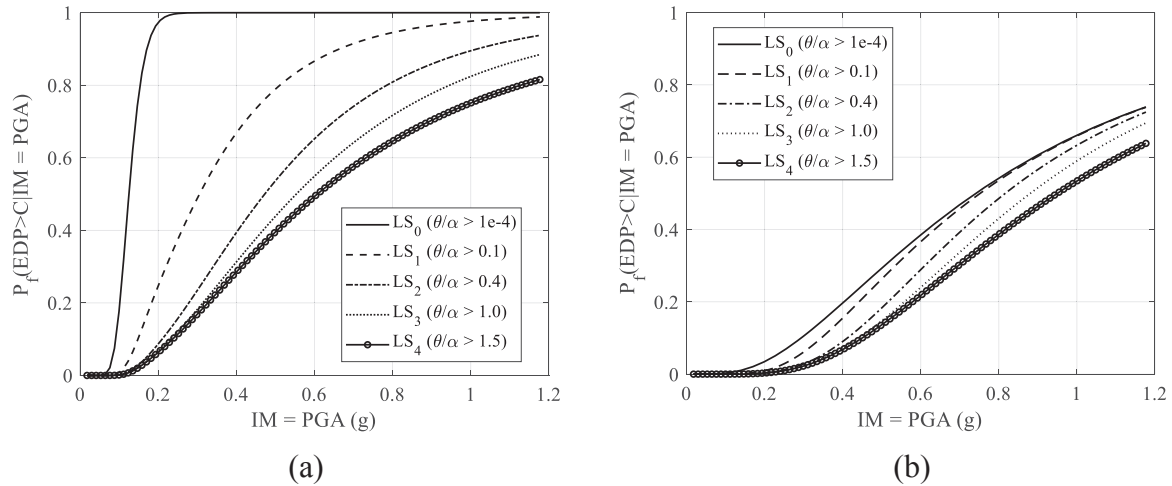 1
0.8
0.6
0.4
0.2
0
P_f(EDP>C|IM = PGA)
LS_0 (θ/α > 1e-4)
LS_1 (θ/α > 0.1)
LS_2 (θ/α > 0.4)
LS_3 (θ/α > 1.0)
LS_4 (θ/α > 1.5)
0 0.2 0.4 0.6 0.8 1 1.2
IM = PGA (g)
(a)
1
0.8
0.6
0.4
0.2
0
P_f(EDP>C|IM = PGA)
LS_0 (θ/α > 1e-4)
LS_1 (θ/α > 0.1)
LS_2 (θ/α > 0.4)
LS_3 (θ/α > 1.0)
LS_4 (θ/α > 1.5)
0 0.2 0.4 0.6 0.8 1 1.2
IM = PGA (g)
(b)